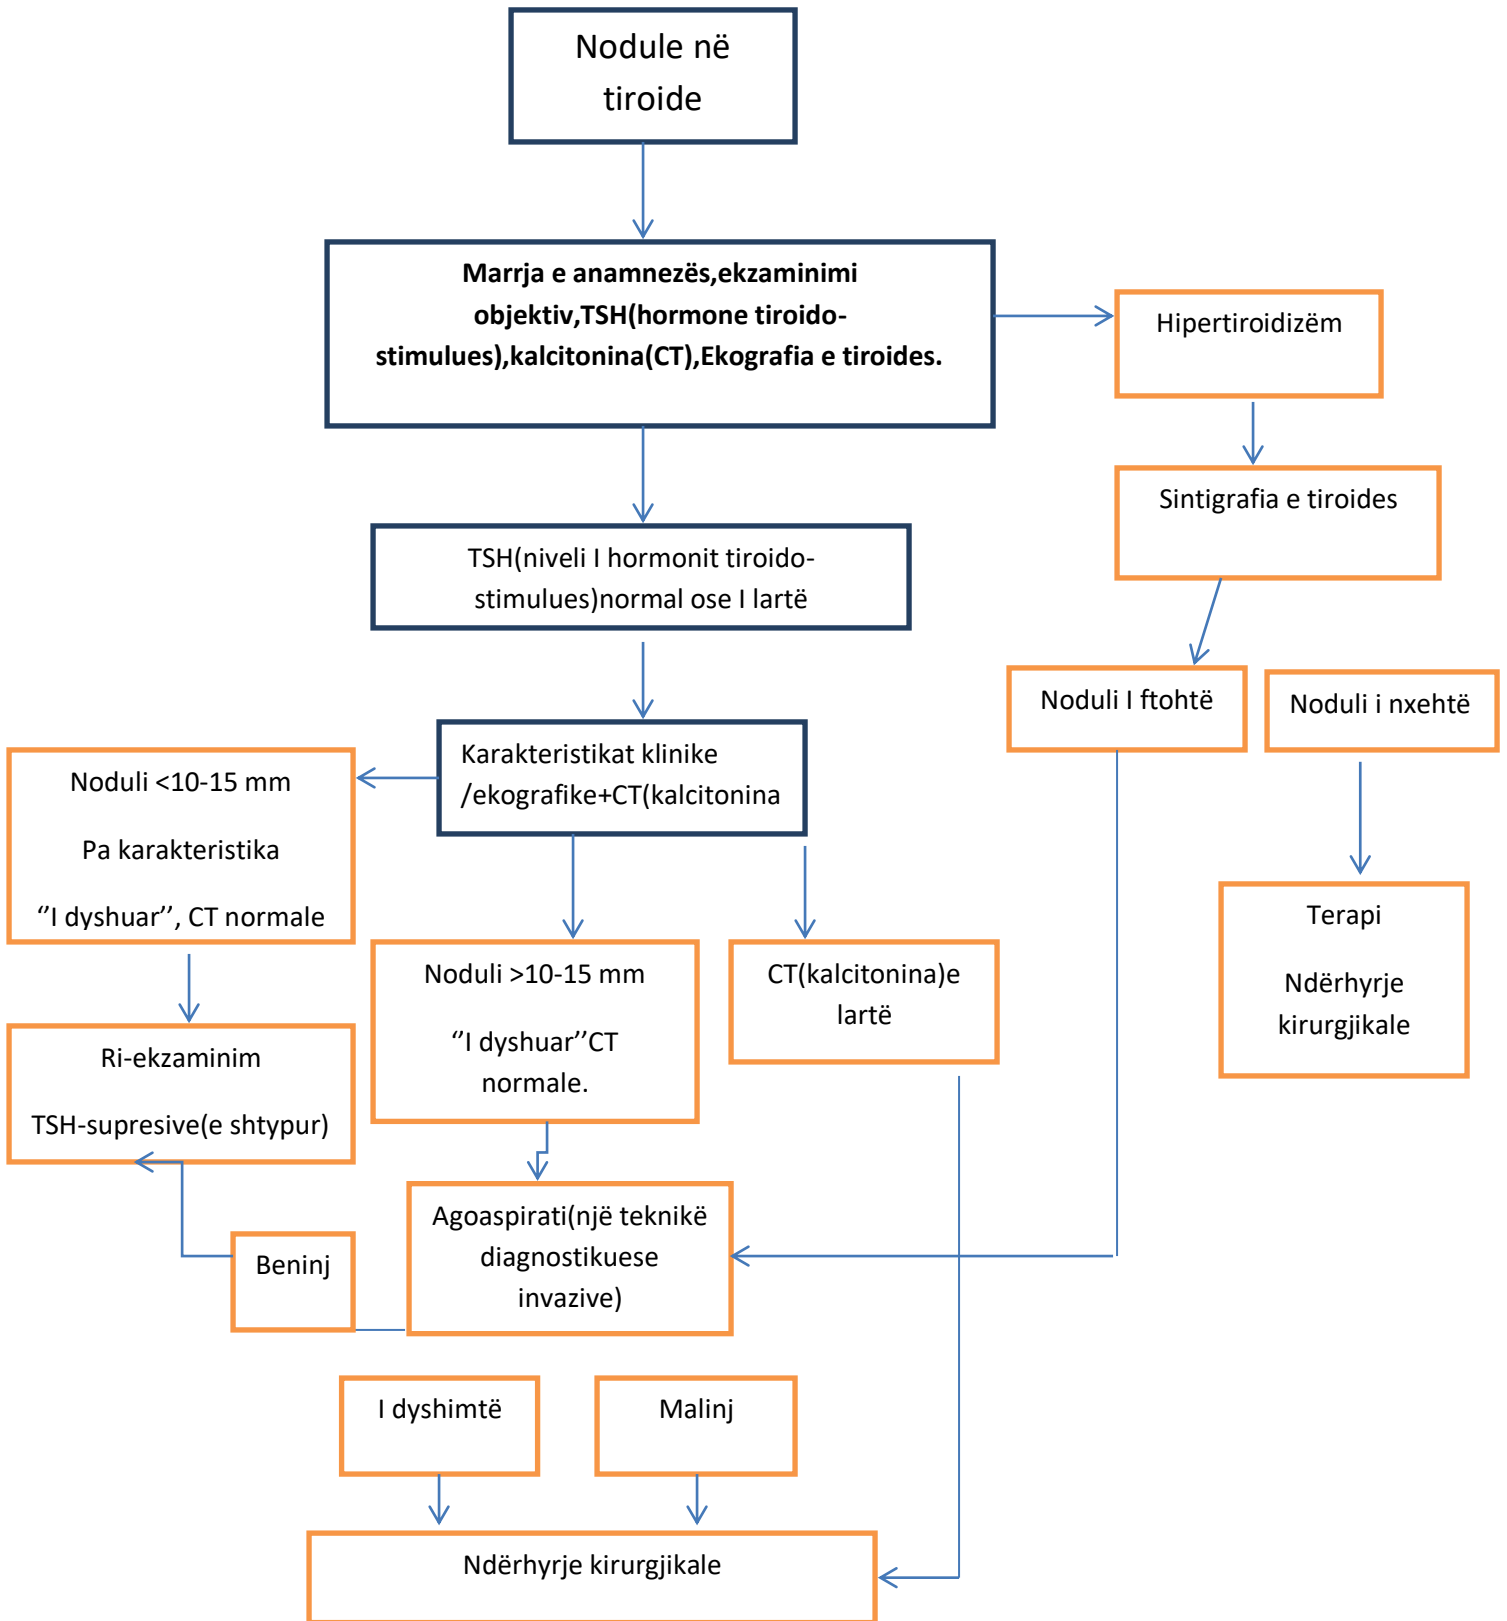 Nodule në
tiroide
Marrja e anamnezës,ekzaminimi
objektiv,TSH(hormone tiroido-
stimulues),kalcitonina(CT),Ekografia e tiroides.
Hipertiroidizëm
Sintigrafia e tiroides
TSH(niveli I hormonit tiroido-
stimulues)normal ose I lartë
Noduli I ftohtë
Noduli i nxehtë
Karakteristikat klinike
/ekografike+CT(kalcitonina
Noduli <10-15 mm
Pa karakteristika
‘’I dyshuar’’, CT normale
Terapi
Ndërhyrje
kirurgjikale
Noduli >10-15 mm
‘’I dyshuar’’CT
normale.
CT(kalcitonina)e
lartë
Ri-ekzaminim
TSH-supresive(e shtypur)
Agoaspirati(një teknikë
diagnostikuese
invazive)
Beninj
I dyshimtë
Malinj
Ndërhyrje kirurgjikale